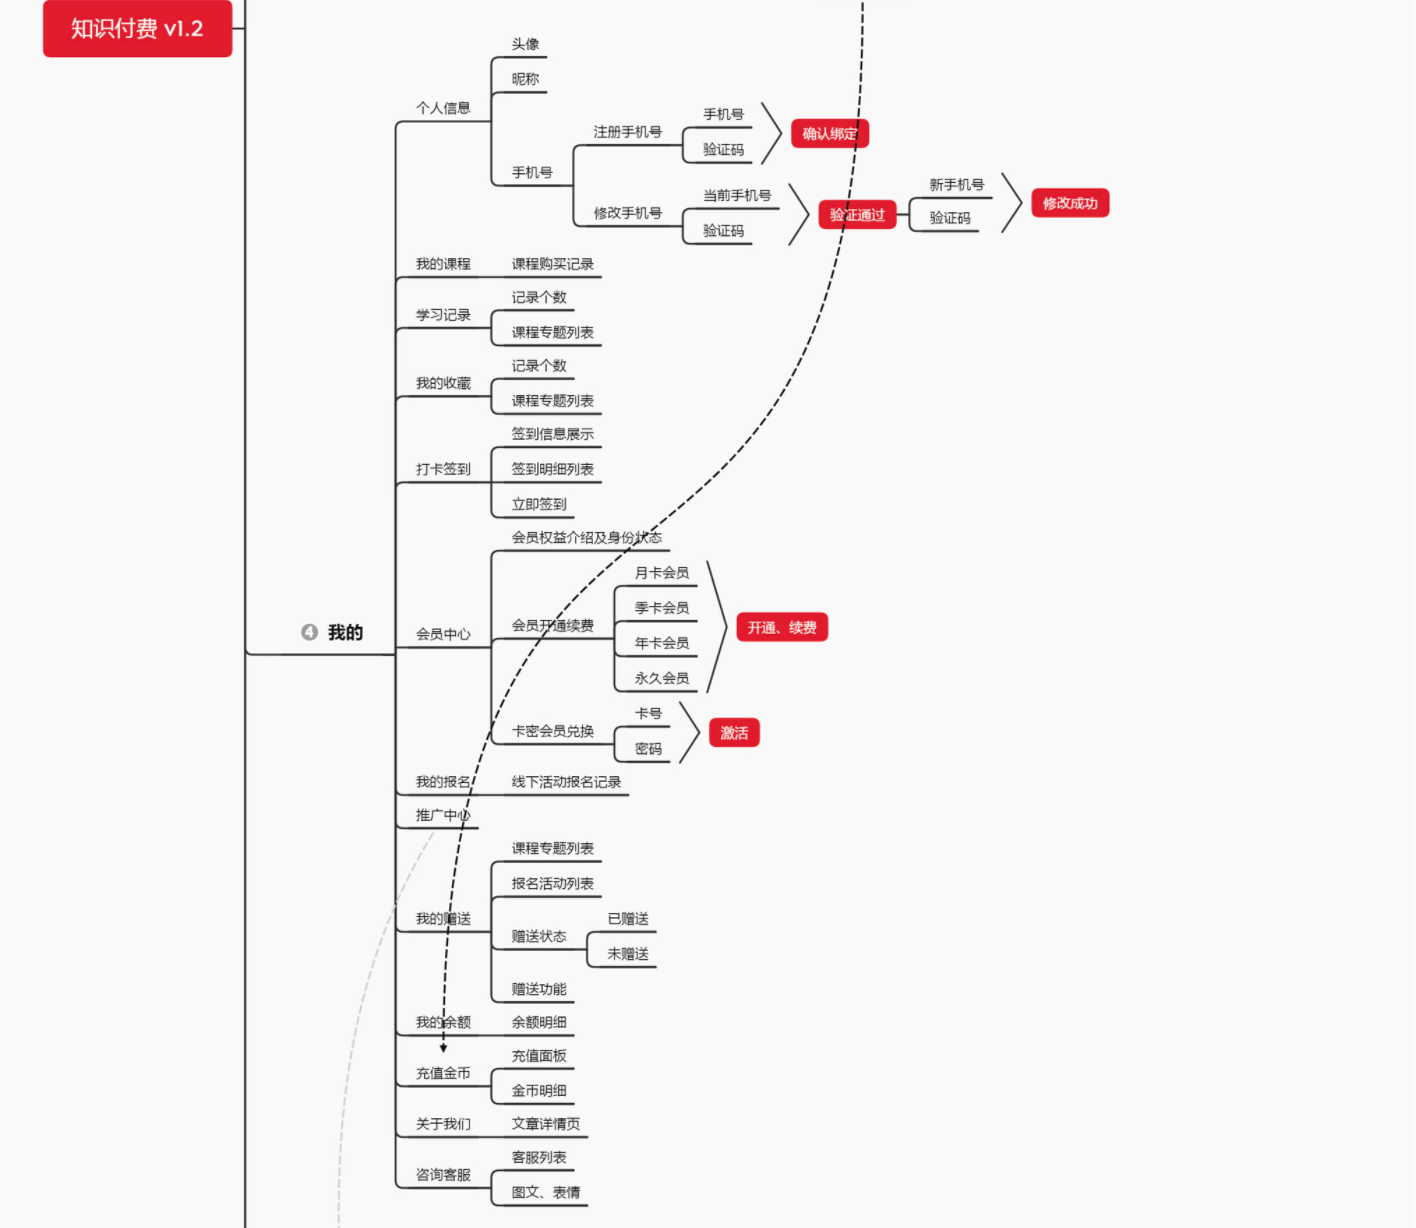 知识付费 v1.2
4 我的
个人信息
头像
昵称
手机号
注册手机号
手机号
验证码
确认绑定
修改手机号
当前手机号
验证码
验证通过
新手机号
验证码
修改成功
我的课程
课程购买记录
学习记录
记录个数
课程专题列表
我的收藏
记录个数
课程专题列表
打卡签到
签到信息展示
签到明细列表
立即签到
会员中心
会员权益介绍及身份状态
会员开通续费
月卡会员
季卡会员
年卡会员
永久会员
开通、续费
卡密会员兑换
卡号
密码
激活
我的报名
线下活动报名记录
推广中心
我的赠送
课程专题列表
报名活动列表
赠送状态
已赠送
未赠送
赠送功能
我的余额
余额明细
充值金币
充值面板
金币明细
关于我们
文章详情页
咨询客服
客服列表
图文、表情